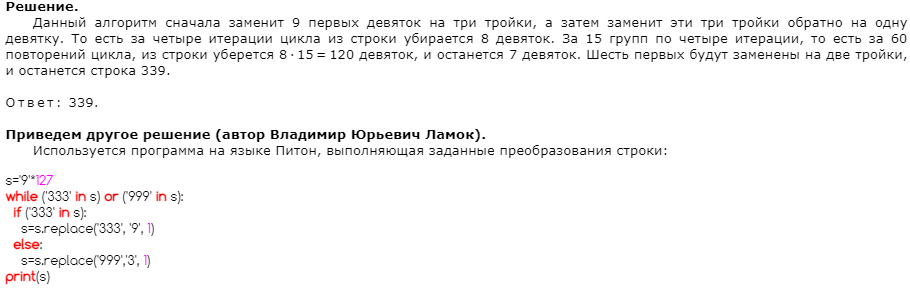 Решение.
Данный алгоритм сначала заменит 9 первых девяток на три тройки, а затем заменит эти три тройки обратно на одну
девятку. То есть за четыре итерации цикла из строки убирается 8 девяток. За 15 групп по четыре итерации, то есть за 60
повторений цикла, из строки уберется 8 · 15 = 120 девяток, и останется 7 девяток. Шесть первых будут заменены на две тройки,
и останется строка 339.
Ответ: 339.
Приведем другое решение (автор Владимир Юрьевич Ламок).
Используется программа на языке Питон, выполняющая заданные преобразования строки:
s='9'*127
while ('333' in s) or ('999' in s):
if ('333' in s):
s=s.replace('333', '9', 1)
else:
s=s.replace('999','3', 1)
print(s)